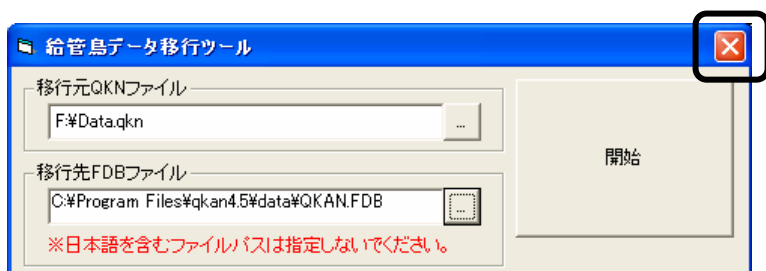 給管鳥データ移行ツール
移行元QKNファイル
F:¥Data.qkn
...
開始
移行先FDBファイル
C:¥Program Files¥qkan4.5¥data¥QKAN.FDB
...
※日本語を含むファイルパスは指定しないでください。